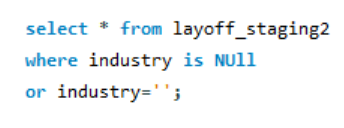 select * from layoff_staging2
where industry is NUll
or industry='';